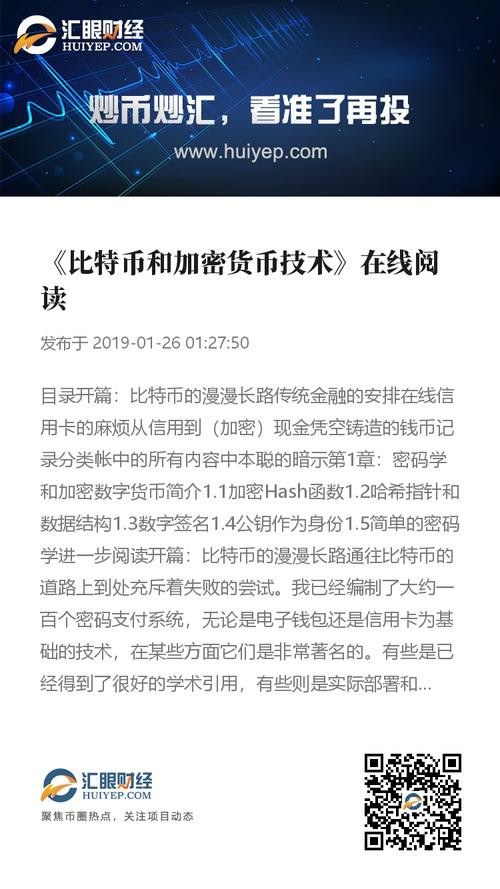 汇眼财经
HUIYEP.COM
炒币炒汇，看准了再投
www.huiyep.com
《比特币和加密货币技术》在线阅
读
发布于 2019-01-26 01:27:50
目录开篇：比特币的漫漫长路传统金融的安排在线信
用卡的麻烦从信用到（加密）现金凭空铸造的钱币记
录分类帐中的所有内容中本聪的暗示第1章：密码学
和加密数字货币简介1.1加密Hash函数1.2哈希指针和
数据结构1.3数字签名1.4公钥作为身份1.5简单的密码
学进一步阅读开篇：比特币的漫漫长路通往比特币的
道路上到处充斥着失败的尝试。我已经编制了大约一
百个密码支付系统，无论是电子钱包还是信用卡为基
础的技术，在某些方面它们是非常著名的。有些是已
经得到了很好的学术引用，有些则是实际部署和...
汇眼财经
HUIYEP.COM
聚焦币圈热点，关注项目动态